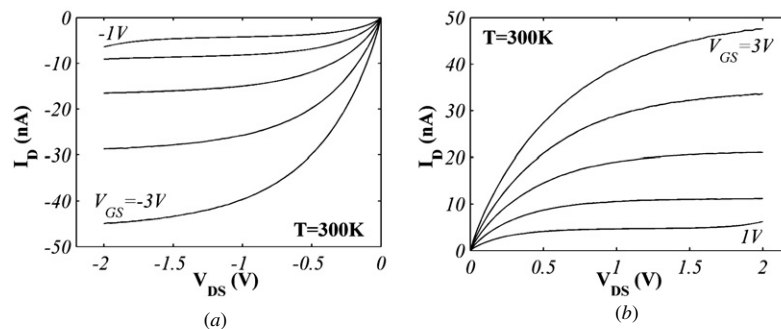 0
-10
-20
-30
-40
-50
I_D (nA)
-1V
V_GS=-3V
T=300K
-2
-1.5
-1
-0.5
0
V_DS (V)
(a)
50
40
30
20
10
0
I_D (nA)
T=300K
V_GS=3V
1V
0
0.5
1
1.5
2
V_DS (V)
(b)